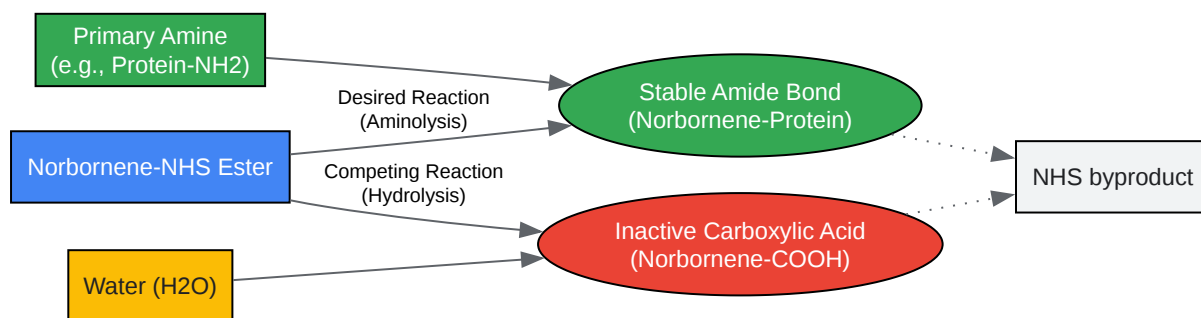 Primary Amine
(e.g., Protein-NH2)
Desired Reaction
(Aminolysis)
Stable Amide Bond
(Norbornene-Protein)
Norbornene-NHS Ester
Competing Reaction
(Hydrolysis)
NHS byproduct
Inactive Carboxylic Acid
(Norbornene-COOH)
Water (H2O)